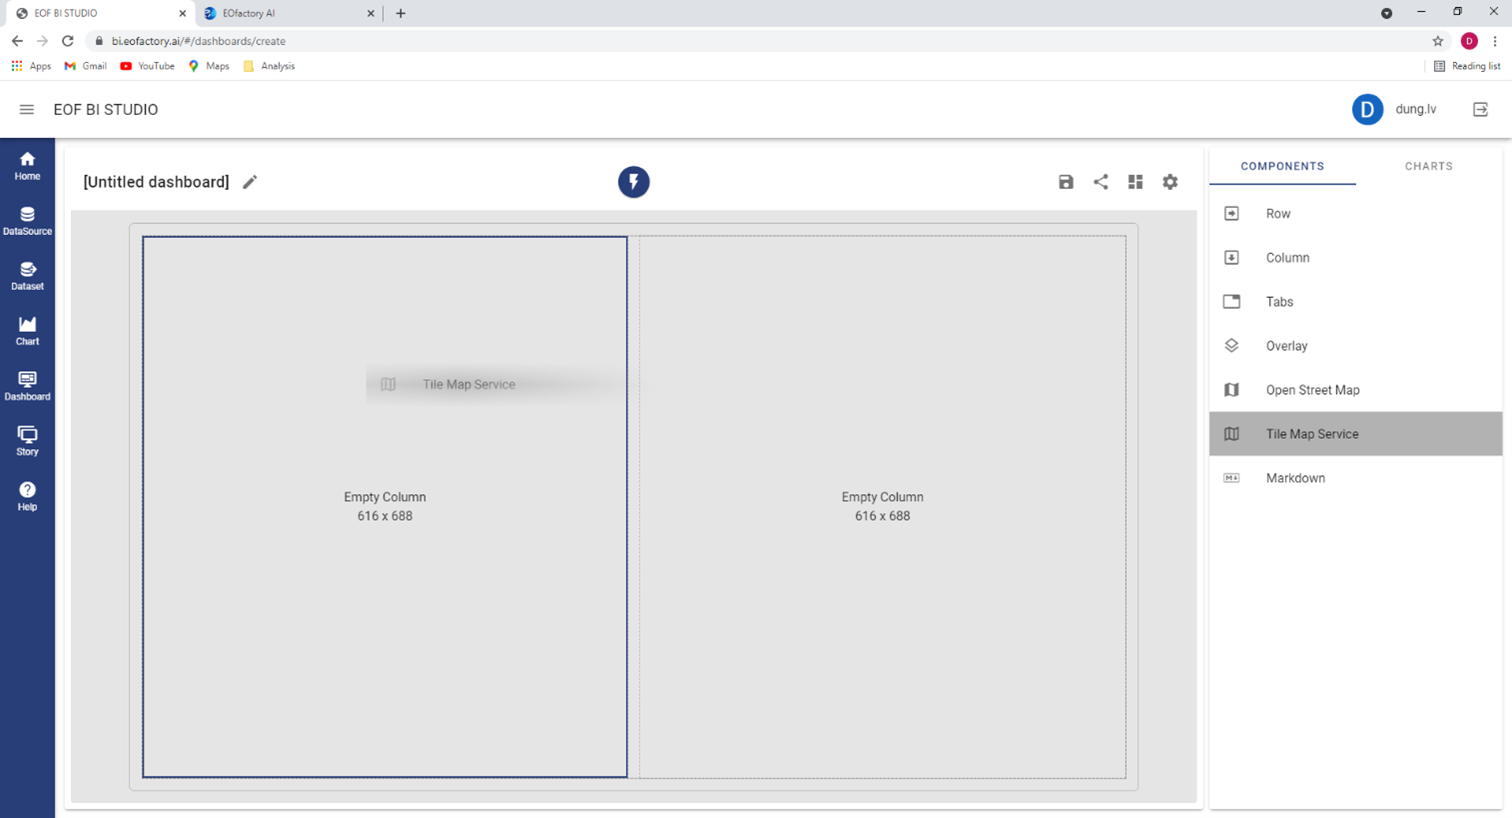 EOF BI STUDIO
EOfactory AI
bi.eofactory.ai/#/dashboards/create
D
Apps
Gmail
YouTube
Maps
Analysis
Reading list
EOF BI STUDIO
D
dung.lv
Home
DataSource
Dataset
Chart
Dashboard
Story
Help
[Untitled dashboard]
Tile Map Service
Empty Column
616 x 688
Empty Column
616 x 688
COMPONENTS
CHARTS
Row
Column
Tabs
Overlay
Open Street Map
Tile Map Service
Markdown